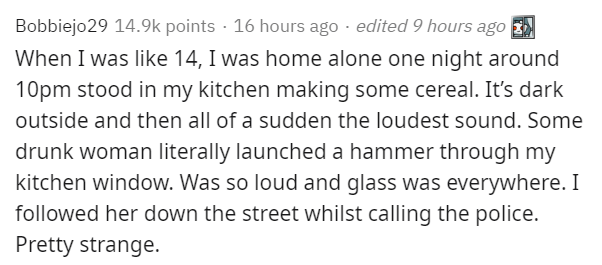 Bobbiejo29 14.9k points · 16 hours ago · edited 9 hours ago
When I was like 14, I was home alone one night around
10pm stood in my kitchen making some cereal. It’s dark
outside and then all of a sudden the loudest sound. Some
drunk woman literally launched a hammer through my
kitchen window. Was so loud and glass was everywhere. I
followed her down the street whilst calling the police.
Pretty strange.